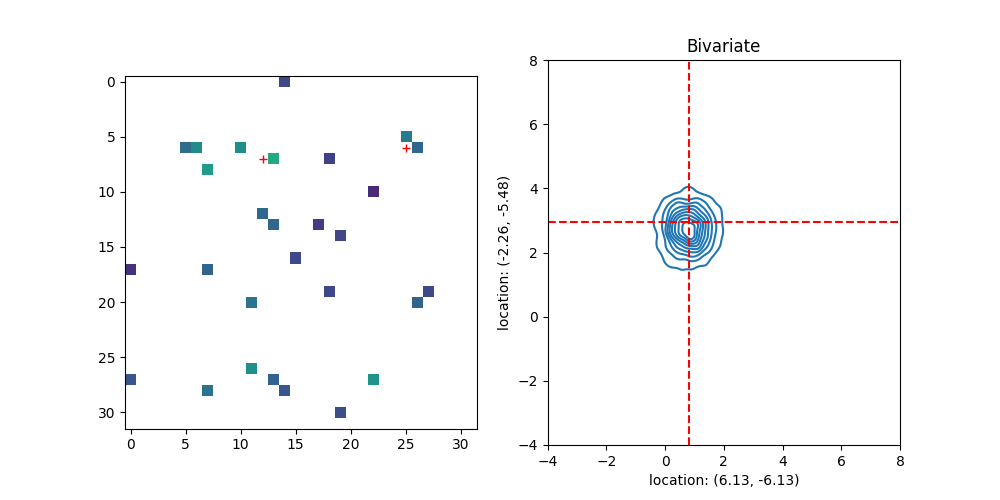 Bivariate
0
5
10
15
20
25
30
0 5 10 15 20 25 30
location: (-2.26, -5.48)
8
6
4
2
0
−2
−4
−4 −2 0 2 4 6 8
location: (6.13, -6.13)